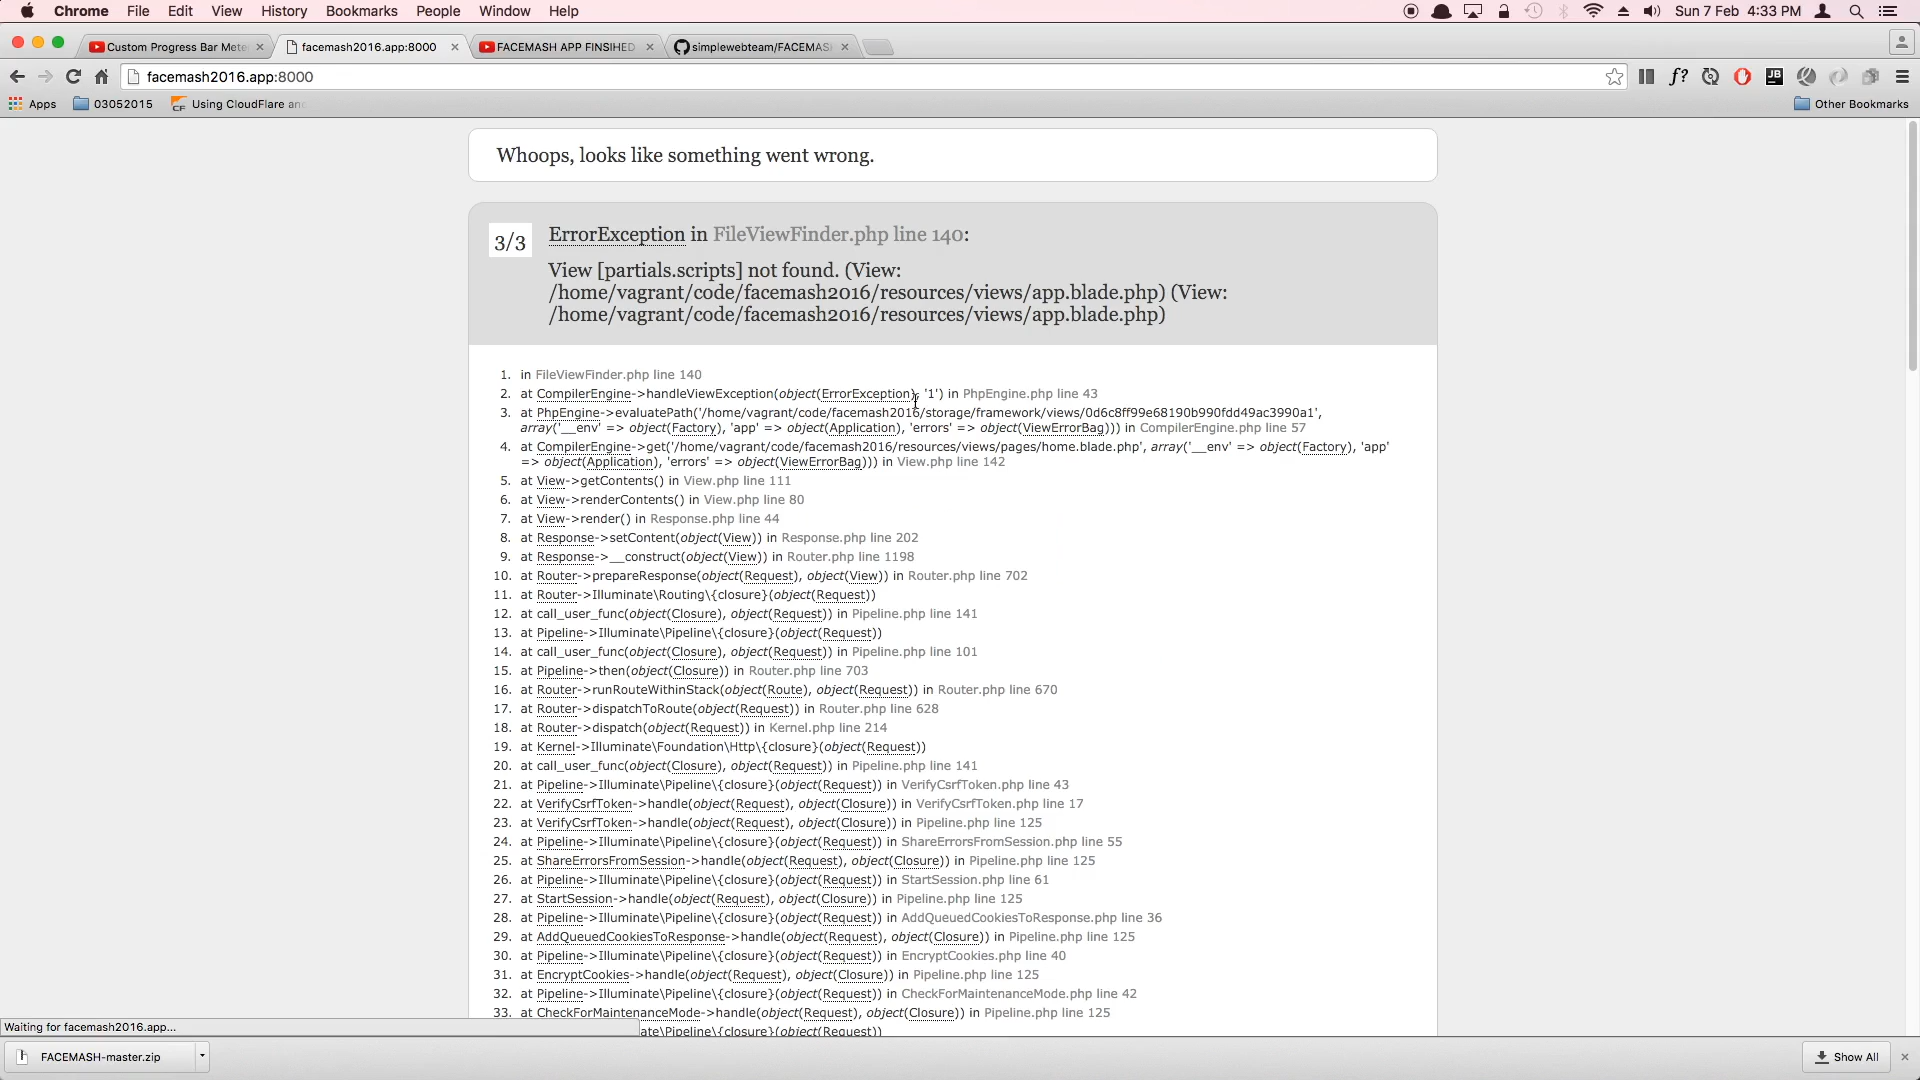 Chrome File Edit View History Bookmarks People Window Help Sun 7 Feb 4:33 PM
Custom Progress Bar Mete facemash2016.app:8000 FACEMASH APP FINSIHED simplewebteam/FACEMAS
facemash2016.app:8000 f? JB
Apps 03052015 Using CloudFlare an Other Bookmarks
Whoops, looks like something went wrong.
3/3 ErrorException in FileViewFinder.php line 140:
View [partials.scripts] not found. (View:
/home/vagrant/code/facemash2016/resources/views/app.blade.php) (View:
/home/vagrant/code/facemash2016/resources/views/app.blade.php)
1. in FileViewFinder.php line 140
2. at CompilerEngine->handleViewException(object(ErrorException), '1') in PhpEngine.php line 43
3. at PhpEngine->evaluatePath('/home/vagrant/code/facemash2016/storage/framework/views/0d6c8ff99e68190b990fdd49ac3990a1',
array('__env' => object(Factory), 'app' => object(Application), 'errors' => object(ViewErrorBag))) in CompilerEngine.php line 57
4. at CompilerEngine->get('/home/vagrant/code/facemash2016/resources/views/pages/home.blade.php', array('__env' => object(Factory), 'app'
=> object(Application), 'errors' => object(ViewErrorBag))) in View.php line 142
5. at View->getContents() in View.php line 111
6. at View->renderContents() in View.php line 80
7. at View->render() in Response.php line 44
8. at Response->setContent(object(View)) in Response.php line 202
9. at Response->__construct(object(View)) in Router.php line 1198
10. at Router->prepareResponse(object(Request), object(View)) in Router.php line 702
11. at Router->Illuminate\Routing\{closure}(object(Request))
12. at call_user_func(object(Closure), object(Request)) in Pipeline.php line 141
13. at Pipeline->Illuminate\Pipeline\{closure}(object(Request))
14. at call_user_func(object(Closure), object(Request)) in Pipeline.php line 101
15. at Pipeline->then(object(Closure)) in Router.php line 703
16. at Router->runRouteWithinStack(object(Route), object(Request)) in Router.php line 670
17. at Router->dispatchToRoute(object(Request)) in Router.php line 628
18. at Router->dispatch(object(Request)) in Kernel.php line 214
19. at Kernel->Illuminate\Foundation\Http\{closure}(object(Request))
20. at call_user_func(object(Closure), object(Request)) in Pipeline.php line 141
21. at Pipeline->Illuminate\Pipeline\{closure}(object(Request)) in VerifyCsrfToken.php line 43
22. at VerifyCsrfToken->handle(object(Request), object(Closure)) in VerifyCsrfToken.php line 17
23. at VerifyCsrfToken->handle(object(Request), object(Closure)) in Pipeline.php line 125
24. at Pipeline->Illuminate\Pipeline\{closure}(object(Request)) in ShareErrorsFromSession.php line 55
25. at ShareErrorsFromSession->handle(object(Request), object(Closure)) in Pipeline.php line 125
26. at Pipeline->Illuminate\Pipeline\{closure}(object(Request)) in StartSession.php line 61
27. at StartSession->handle(object(Request), object(Closure)) in Pipeline.php line 125
28. at Pipeline->Illuminate\Pipeline\{closure}(object(Request)) in AddQueuedCookiesToResponse.php line 36
29. at AddQueuedCookiesToResponse->handle(object(Request), object(Closure)) in Pipeline.php line 125
30. at Pipeline->Illuminate\Pipeline\{closure}(object(Request)) in EncryptCookies.php line 40
31. at EncryptCookies->handle(object(Request), object(Closure)) in Pipeline.php line 125
32. at Pipeline->Illuminate\Pipeline\{closure}(object(Request)) in CheckForMaintenanceMode.php line 42
33. at CheckForMaintenanceMode->handle(object(Request), object(Closure)) in Pipeline.php line 125
Waiting for facemash2016.app... ate\Pipeline\{closure}(object(Request))
FACEMASH-master.zip Show All